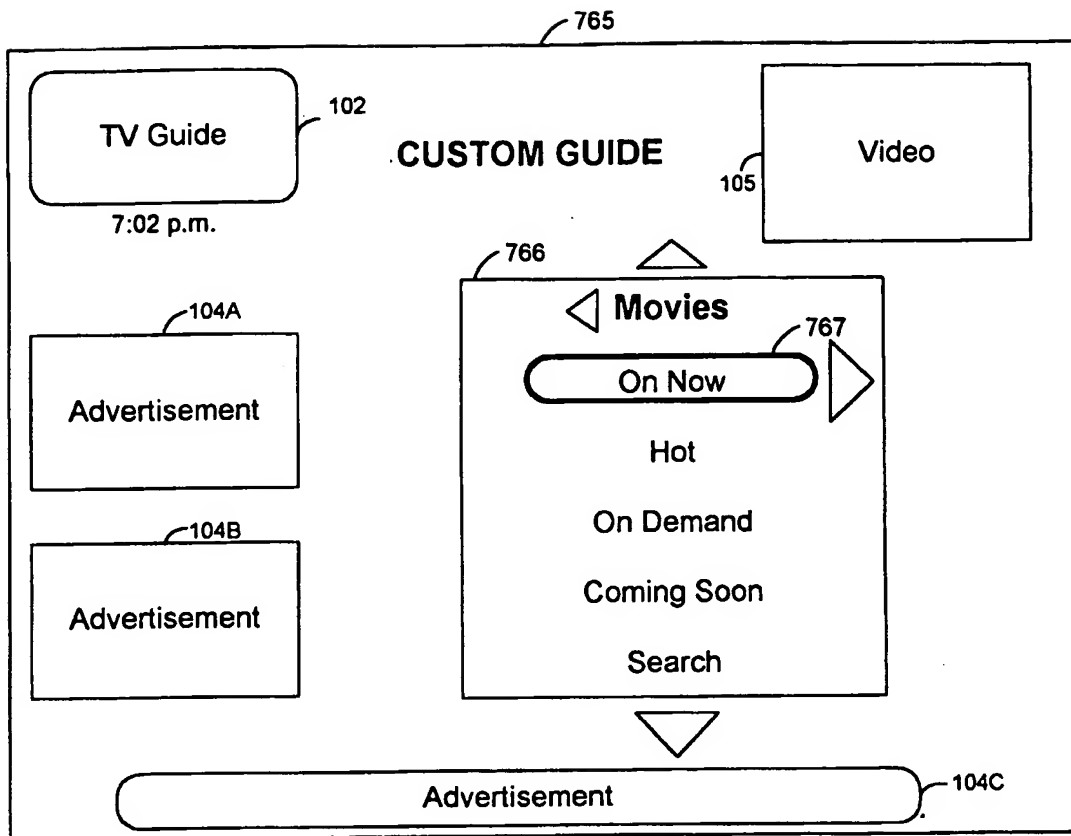 765
TV Guide
102
CUSTOM GUIDE
Video
105
7:02 p.m.
766
Movies
767
On Now
Hot
On Demand
Coming Soon
Search
104A
Advertisement
104B
Advertisement
Advertisement
104C